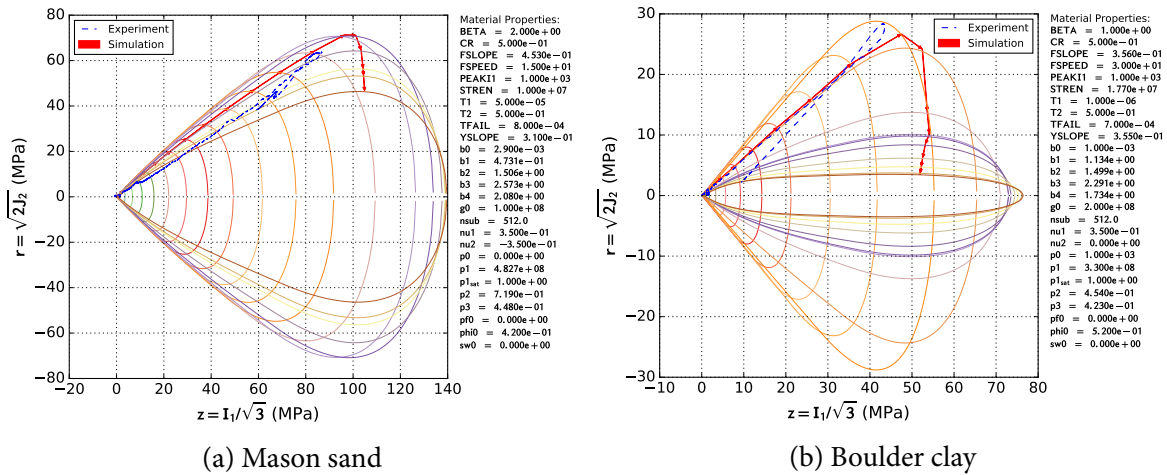 80
60
40
20
0
−20
−40
−60
−80
r = √2J₂ (MPa)
−20 0 20 40 60 80 100 120 140
z = I₁/√3 (MPa)
Experiment
Simulation
Material Properties:
BETA = 2.000e+00
CR = 5.000e−01
FSLOPE = 4.530e−01
FSPEED = 1.500e+01
PEAKI1 = 1.000e+03
STREN = 1.000e+07
T1 = 5.000e−05
T2 = 5.000e−01
TFAIL = 8.000e−04
YSLOPE = 3.100e−01
b0 = 2.900e−03
b1 = 4.731e−01
b2 = 1.506e+00
b3 = 2.573e+00
b4 = 2.080e+00
g0 = 1.000e+08
nsub = 512.0
nu1 = 3.500e−01
nu2 = −3.500e−01
p0 = 0.000e+00
p1 = 4.827e+08
p1sat = 1.000e+00
p2 = 7.190e−01
p3 = 4.480e−01
pf0 = 0.000e+00
phi0 = 4.200e−01
sw0 = 0.000e+00
(a) Mason sand
30
20
10
0
−10
−20
−30
r = √2J₂ (MPa)
−10 0 10 20 30 40 50 60 70 80
z = I₁/√3 (MPa)
Experiment
Simulation
Material Properties:
BETA = 1.000e+00
CR = 5.000e−01
FSLOPE = 3.560e−01
FSPEED = 3.000e+01
PEAKI1 = 1.000e+03
STREN = 1.770e+07
T1 = 1.000e−06
T2 = 5.000e−01
TFAIL = 7.000e−04
YSLOPE = 3.550e−01
b0 = 1.000e−03
b1 = 1.134e+00
b2 = 1.499e+00
b3 = 2.291e+00
b4 = 1.734e+00
g0 = 2.000e+08
nsub = 512.0
nu1 = 3.500e−01
nu2 = 0.000e+00
p0 = 1.000e+03
p1 = 3.300e+08
p1sat = 1.000e+00
p2 = 4.540e−01
p3 = 4.230e−01
pf0 = 0.000e+00
phi0 = 5.200e−01
sw0 = 0.000e+00
(b) Boulder clay